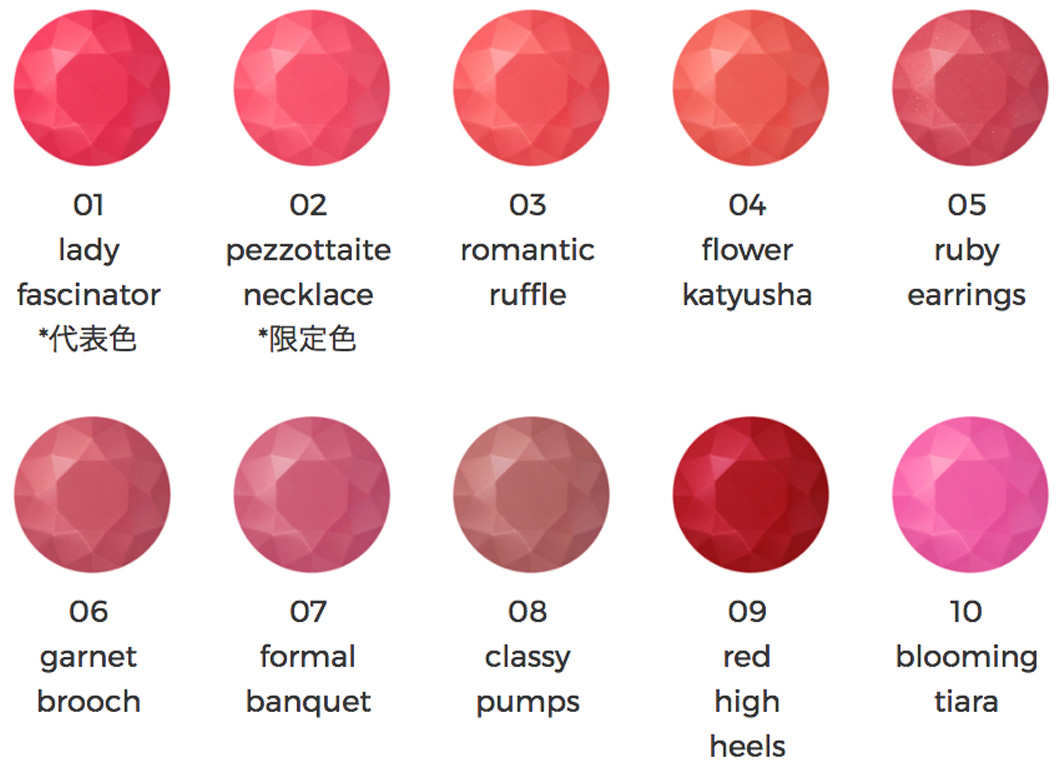 01
lady
fascinator
*代表色
02
pezzottaite
necklace
*限定色
03
romantic
ruffle
04
flower
katyusha
05
ruby
earrings
06
garnet
brooch
07
formal
banquet
08
classy
pumps
09
red
high
heels
10
blooming
tiara